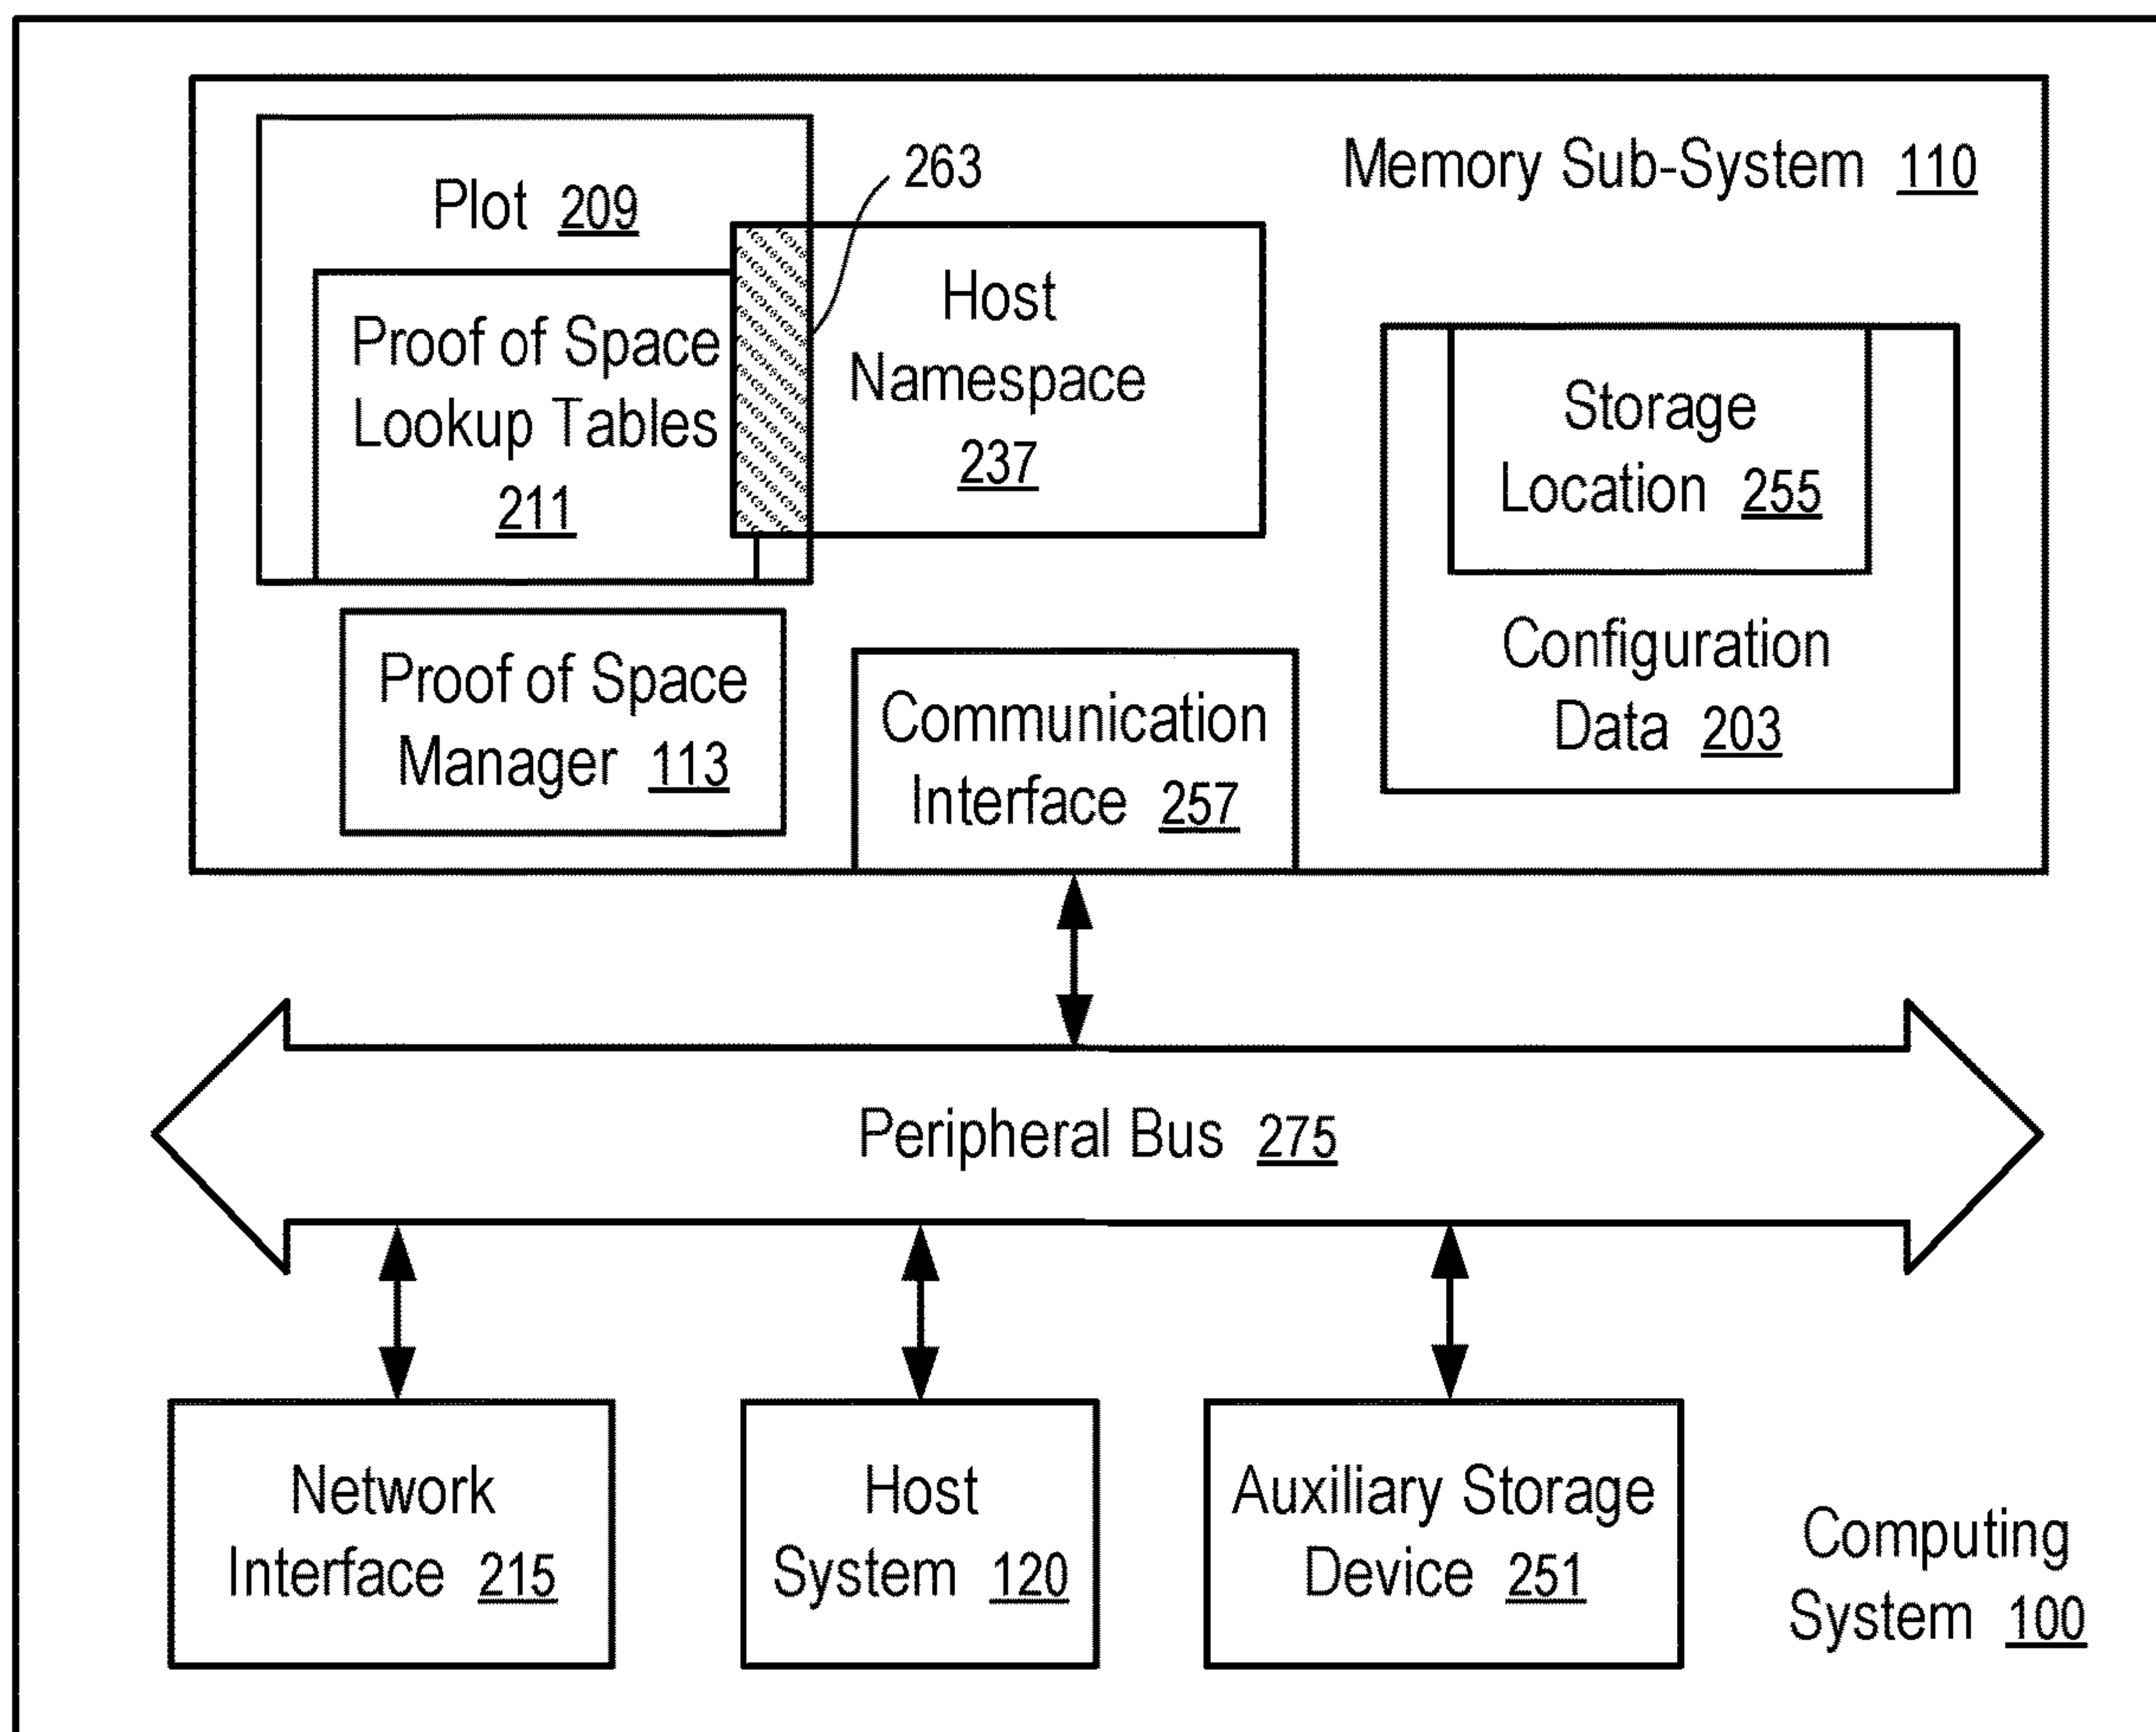 Memory Sub-System 110
263
Plot 209
Proof of Space
Lookup Tables
211
Host
Namespace
237
Storage
Location 255
Configuration
Data 203
Proof of Space
Manager 113
Communication
Interface 257
Peripheral Bus 275
Network
Interface 215
Host
System 120
Auxiliary Storage
Device 251
Computing
System 100